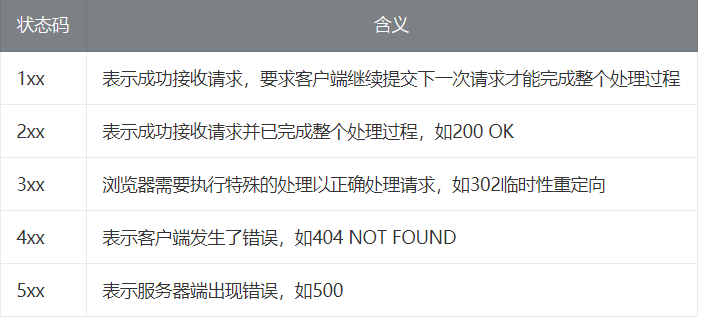 状态码 含义
1xx 表示成功接收请求，要求客户端继续提交下一次请求才能完成整个处理过程
2xx 表示成功接收请求并已完成整个处理过程，如200 OK
3xx 浏览器需要执行特殊的处理以正确处理请求，如302临时性重定向
4xx 表示客户端发生了错误，如404 NOT FOUND
5xx 表示服务器端出现错误，如500